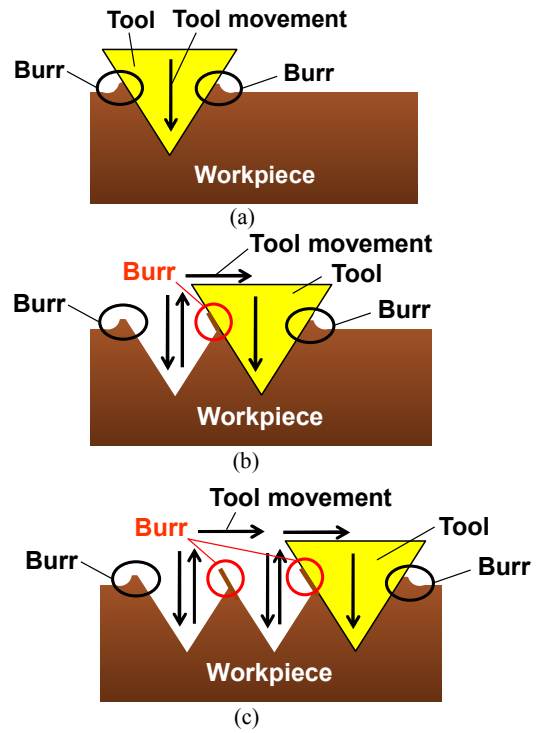 Tool Tool movement
Burr Burr
Workpiece
(a)
Tool movement
Burr Tool
Burr Burr
Workpiece
(b)
Tool movement
Burr Tool
Burr Burr
Workpiece
(c)